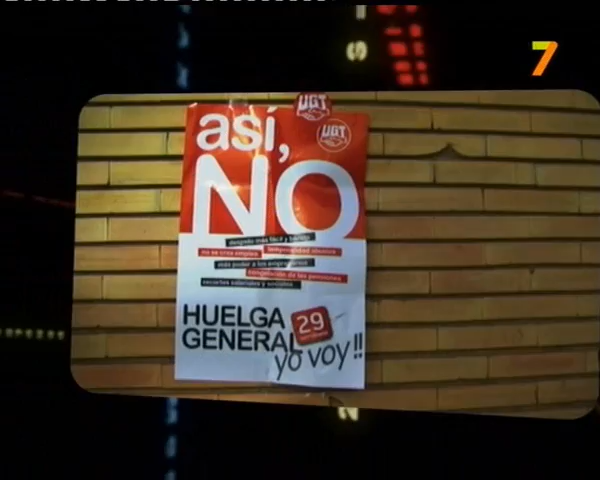 7
UGT
UGT
así,
NO
despido más fácil y barato
no se crea empleo
temporalidad abusiva
más poder a los empresarios
congelación de las pensiones
recortes salariales y sociales
HUELGA 29
GENERAL
yo voy!!